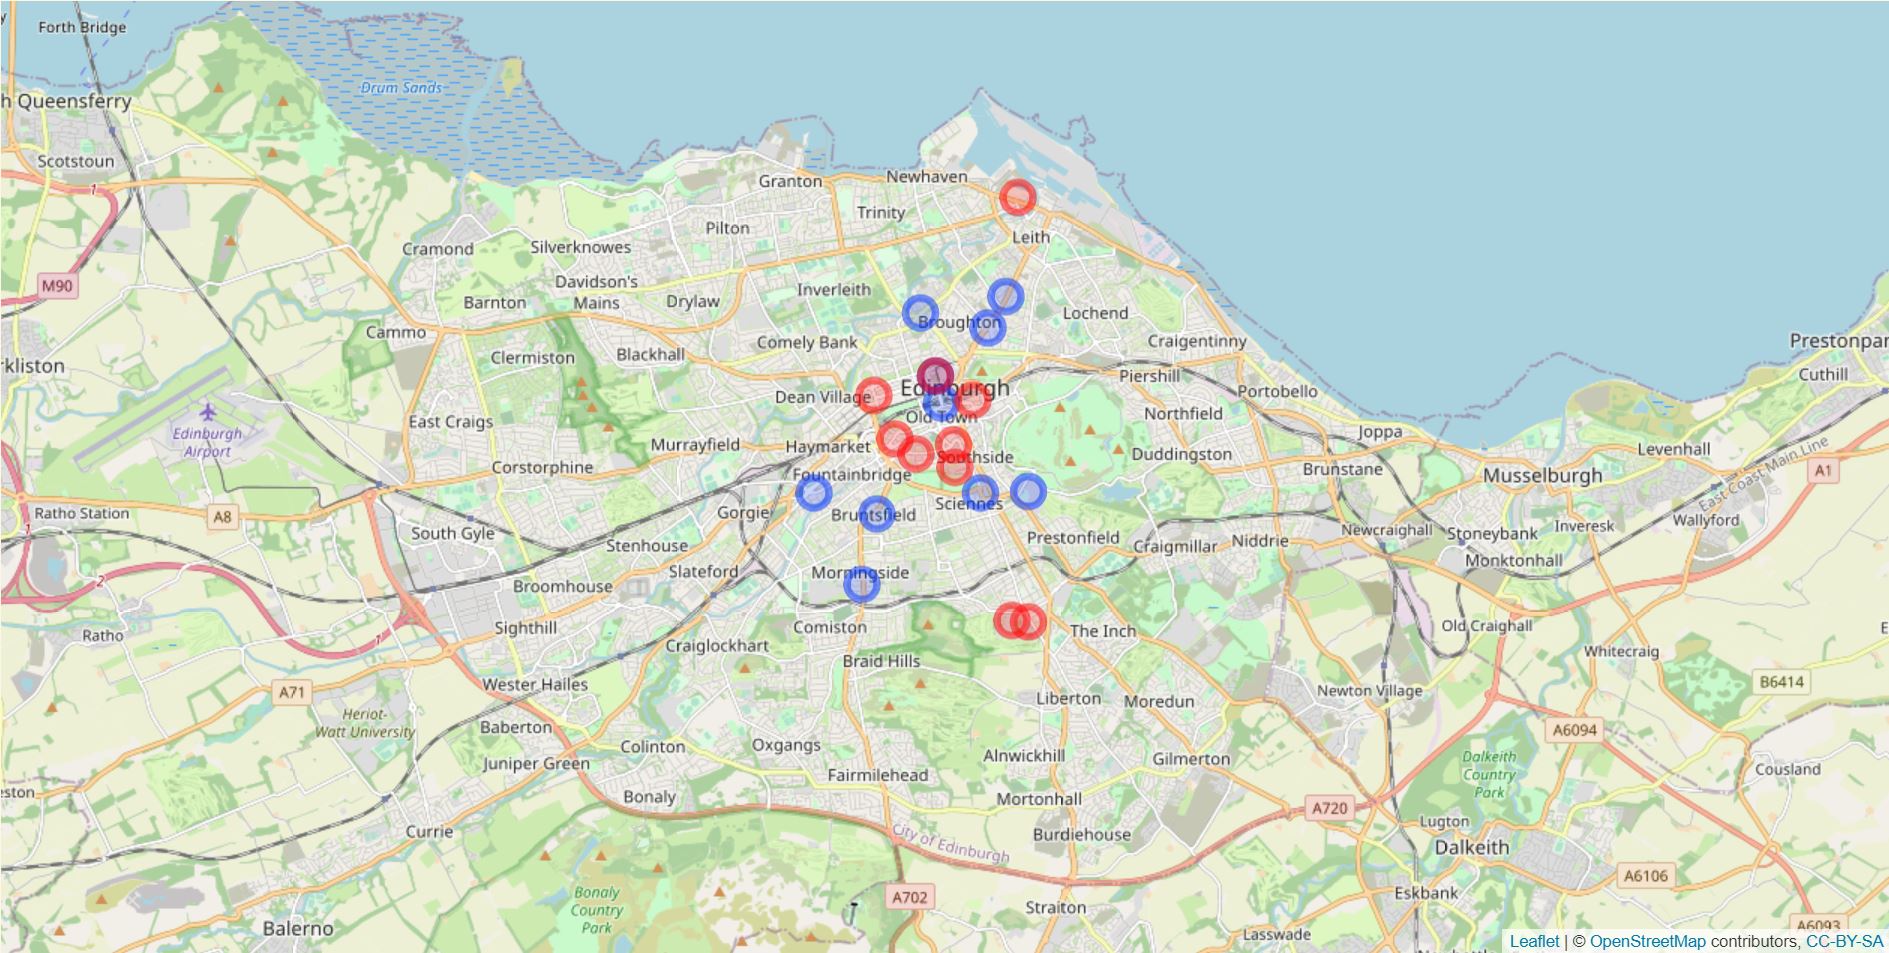 Forth Bridge
Drum Sands
h Queensferry
Scotstoun
1
Granton
Newhaven
Trinity
Pilton
Leith
Cramond
Silverknowes
M90
Davidson's
Mains
Inverleith
Barnton
Drylaw
Lochend
Broughton
Cammo
Comely Bank
Craigentinny
Prestonpar
Clermiston
Blackhall
rkliston
Piershill
Cuthill
Edinburgh
Dean Village
Portobello
Old Town
Northfield
East Craigs
Edinburgh
Airport
Joppa
Murrayfield
Haymarket
Levenhall
Southside
Duddingston
Corstorphine
Brunstane
Musselburgh
A1
East Coast Main Line
Fountainbridge
Sciennes
Ratho Station
A8
Gorgie
Bruntsfield
Wallyford
1
South Gyle
Newcraighall
Inveresk
Stoneybank
Stenhouse
Prestonfield
Craigmillar
Niddrie
Monktonhall
2
Broomhouse
Slateford
Morningside
Ratho
1
Sighthill
Comiston
The Inch
Old Craighall
Craiglockhart
Braid Hills
Whitecraig
A71
Wester Hailes
Liberton
Moredun
Newton Village
B6414
Heriot-
Watt University
Baberton
A6094
Juniper Green
Colinton
Oxgangs
Alnwickhill
Gilmerton
Dalkeith
Country
Park
Cousland
eston
Bonaly
Fairmilehead
Mortonhall
A720
Currie
City of Edinburgh
Burdiehouse
Lugton
Dalkeith
A6106
Bonaly
Country
Park
A702
Eskbank
Straiton
Balerno
Lasswade
A6093
Leaflet | © OpenStreetMap contributors, CC-BY-SA